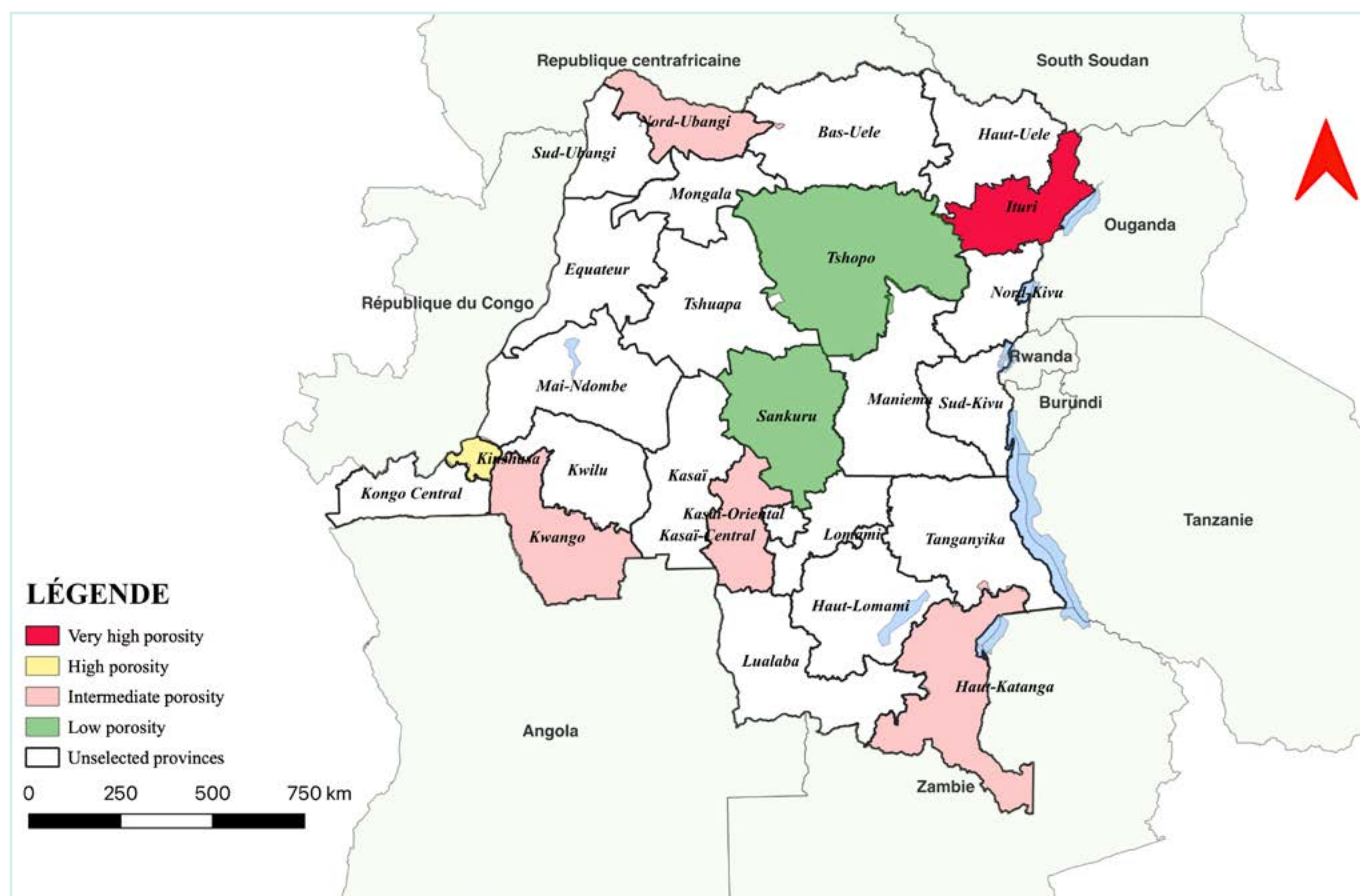 Republique centrafricaine
South Soudan
Nord-Ubangi
Bas-Uele
Haut-Uele
Sud-Ubangi
Mongala
Ituri
Ouganda
Equateur
Tshopo
République du Congo
Tshuapa
Nord-Kivu
Rwanda
Mai-Ndombe
Sankuru
Maniema
Sud-Kivu
Burundi
Kinshasa
Kwilu
Kasaï
Kongo Central
Kasaï-Oriental
Tanzanie
Kwango
Kasaï-Central
Lomami
Tanganyika
LÉGENDE
Haut-Lomami
Very high porosity
High porosity
Lualaba
Intermediate porosity
Haut-Katanga
Low porosity
Angola
Unselected provinces
Zambie
0 250 500 750 km